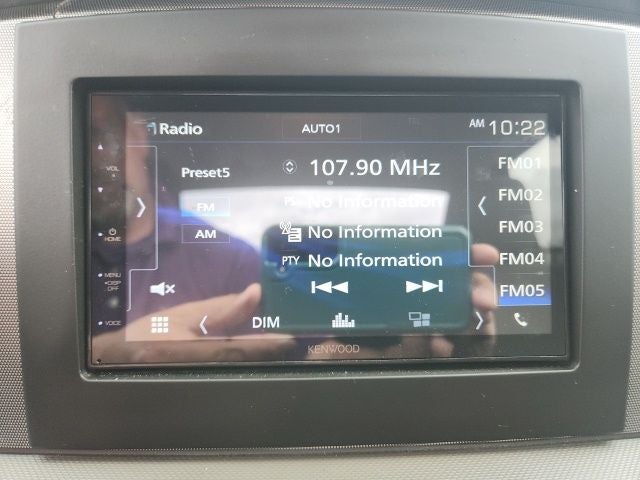 Radio
AUTO1
AM 10:22
VOL
Preset5
107.90 MHz
FM01
FM
PS No Information
FM02
AM
No Information
FM03
HOME
PTY No Information
FM04
MENU
•DISP OFF
FM05
VOICE
DIM
KENWOOD